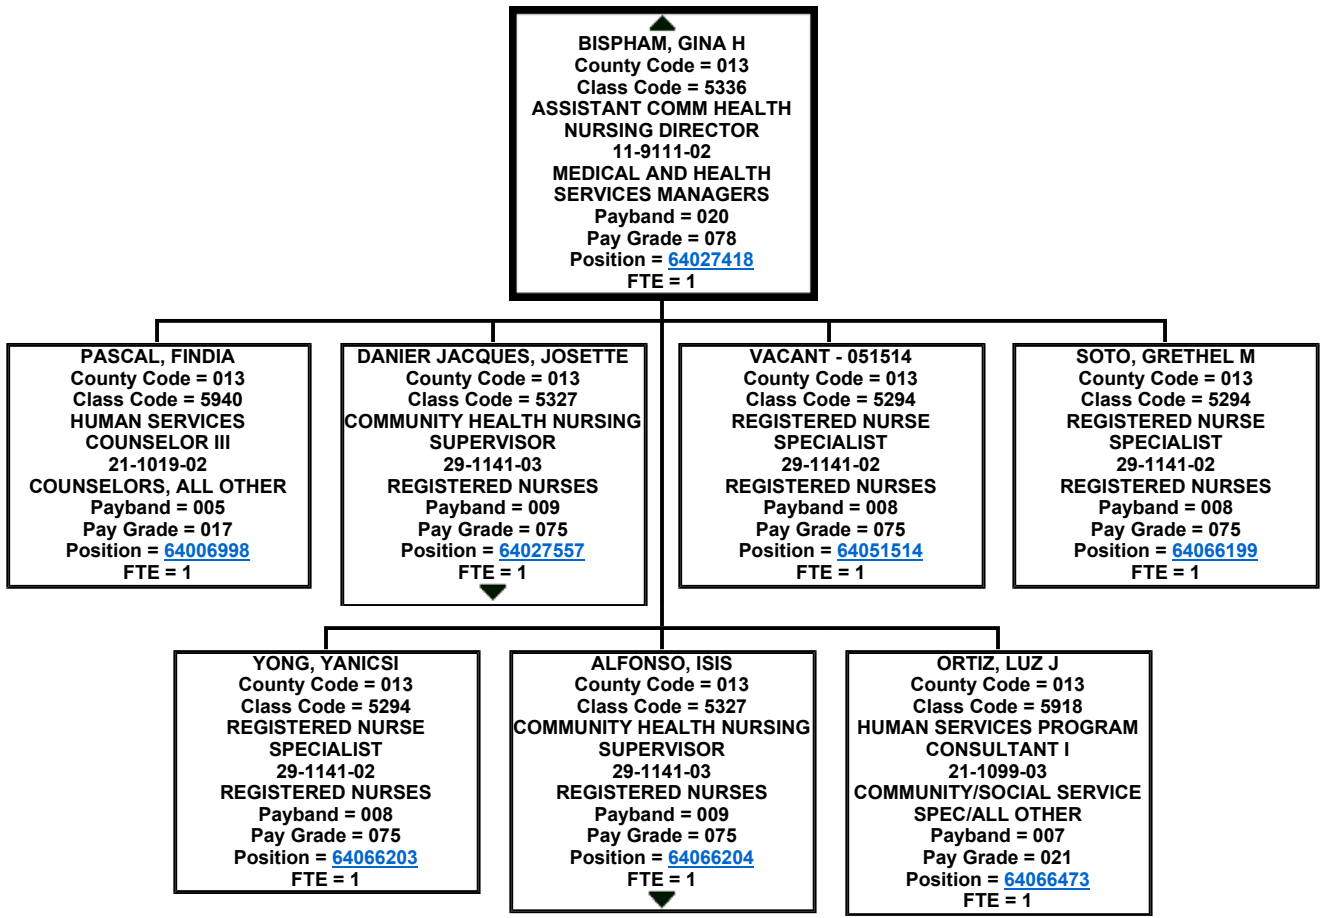 BISPHAM, GINA H
County Code = 013
Class Code = 5336
ASSISTANT COMM HEALTH
NURSING DIRECTOR
11-9111-02
MEDICAL AND HEALTH
SERVICES MANAGERS
Payband = 020
Pay Grade = 078
Position = 64027418
FTE = 1
PASCAL, FINDIA
County Code = 013
Class Code = 5940
HUMAN SERVICES
COUNSELOR III
21-1019-02
COUNSELORS, ALL OTHER
Payband = 005
Pay Grade = 017
Position = 64006998
FTE = 1
DANIER JACQUES, JOSETTE
County Code = 013
Class Code = 5327
COMMUNITY HEALTH NURSING
SUPERVISOR
29-1141-03
REGISTERED NURSES
Payband = 009
Pay Grade = 075
Position = 64027557
FTE = 1
VACANT - 051514
County Code = 013
Class Code = 5294
REGISTERED NURSE
SPECIALIST
29-1141-02
REGISTERED NURSES
Payband = 008
Pay Grade = 075
Position = 64051514
FTE = 1
SOTO, GRETHEL M
County Code = 013
Class Code = 5294
REGISTERED NURSE
SPECIALIST
29-1141-02
REGISTERED NURSES
Payband = 008
Pay Grade = 075
Position = 64066199
FTE = 1
YONG, YANICSI
County Code = 013
Class Code = 5294
REGISTERED NURSE
SPECIALIST
29-1141-02
REGISTERED NURSES
Payband = 008
Pay Grade = 075
Position = 64066203
FTE = 1
ALFONSO, ISIS
County Code = 013
Class Code = 5327
COMMUNITY HEALTH NURSING
SUPERVISOR
29-1141-03
REGISTERED NURSES
Payband = 009
Pay Grade = 075
Position = 64066204
FTE = 1
ORTIZ, LUZ J
County Code = 013
Class Code = 5918
HUMAN SERVICES PROGRAM
CONSULTANT I
21-1099-03
COMMUNITY/SOCIAL SERVICE
SPEC/ALL OTHER
Payband = 007
Pay Grade = 021
Position = 64066473
FTE = 1